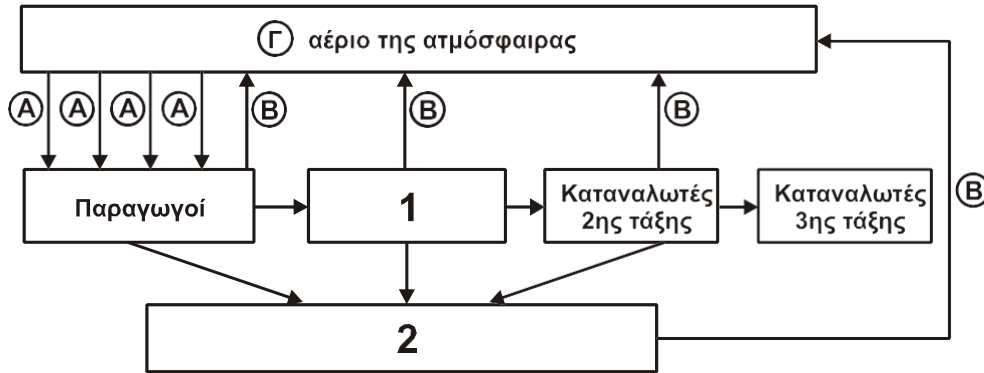 Γ αέριο της ατμόσφαιρας
Α Α Α Α Β Β Β
Παραγωγοί
1
Καταναλωτές
2ης τάξης
Καταναλωτές
3ης τάξης
Β
2